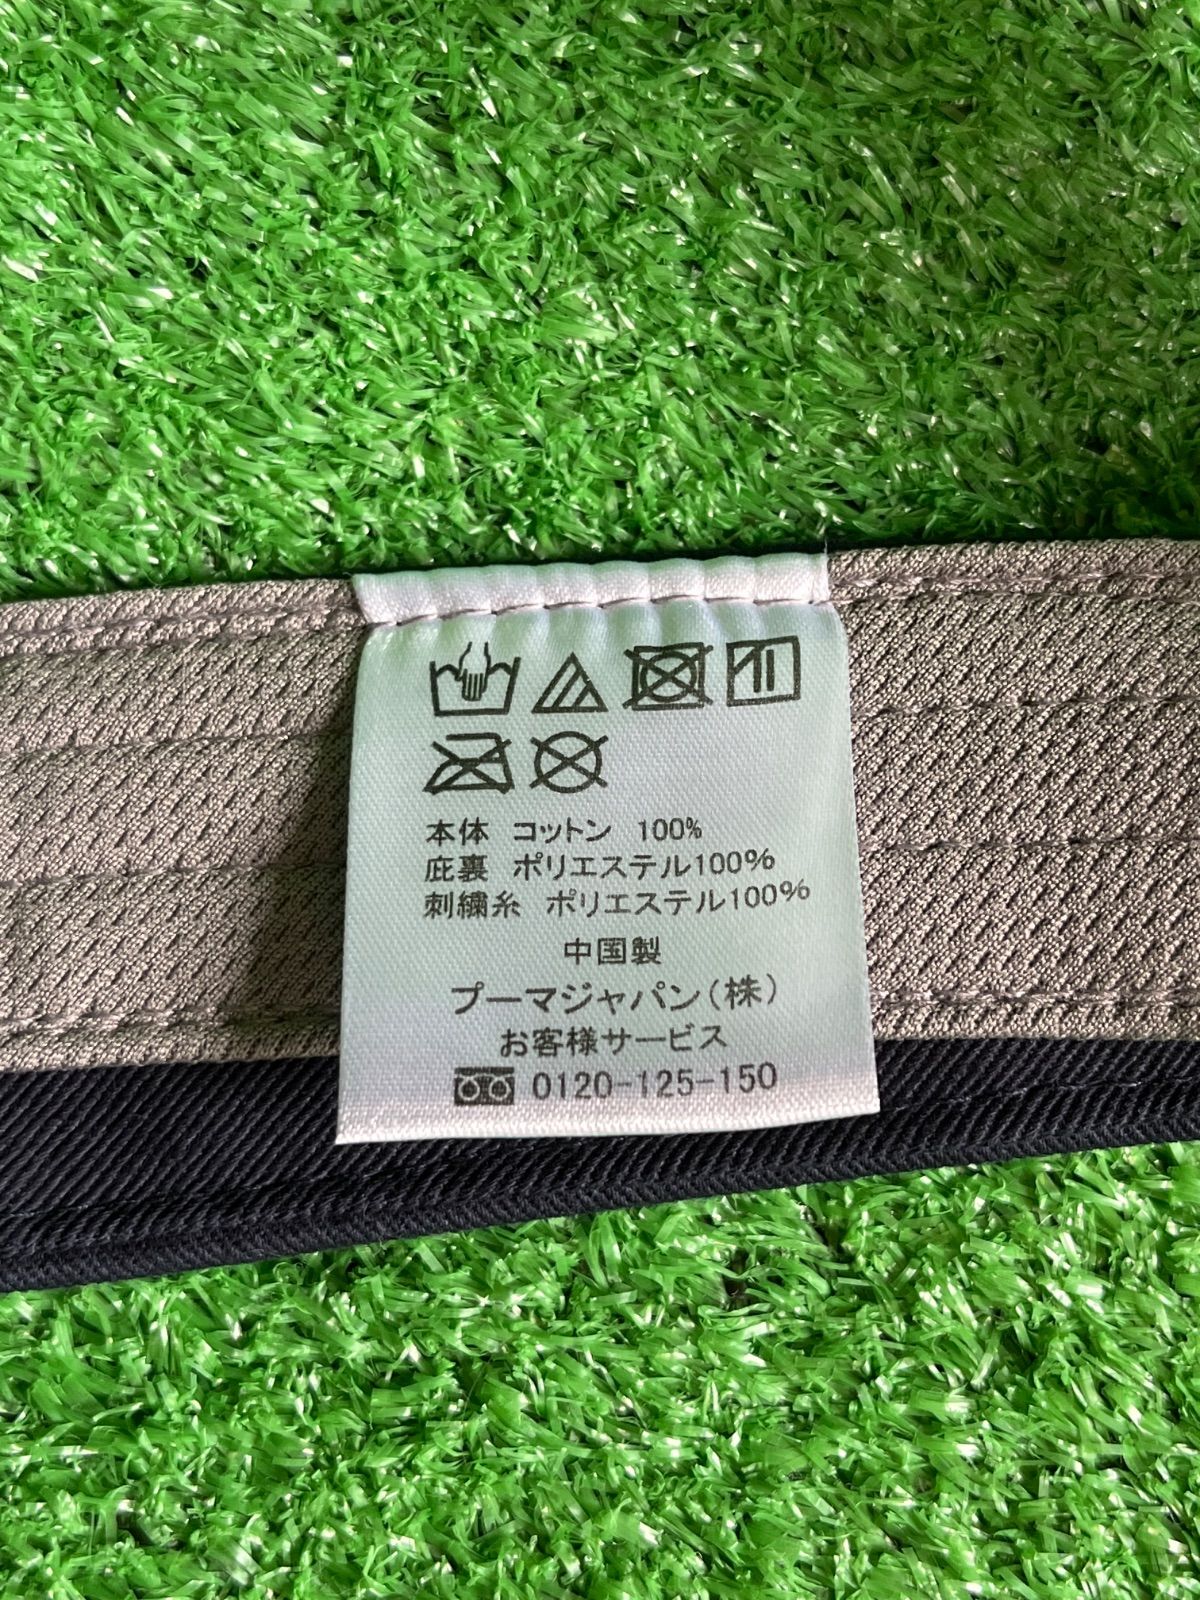 本体 コットン 100%
庇裏 ポリエステル100%
刺繍糸 ポリエステル100%
中国製
プーマジャパン(株)
お客様サービス
0120-125-150